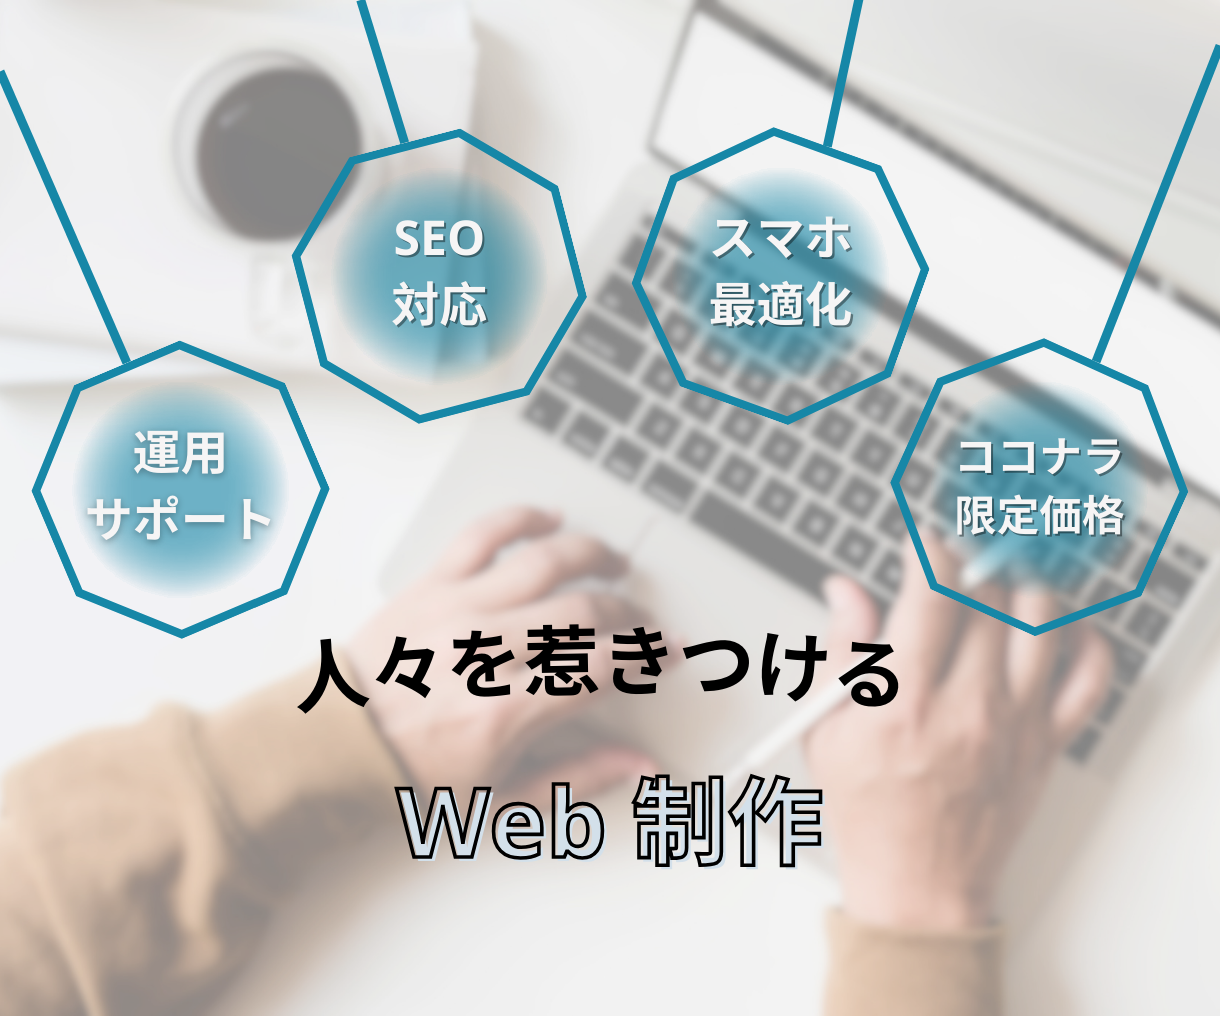 SEO
対応
スマホ
最適化
運用
サポート
ココナラ
限定価格
人々を惹きつける
Web 制作